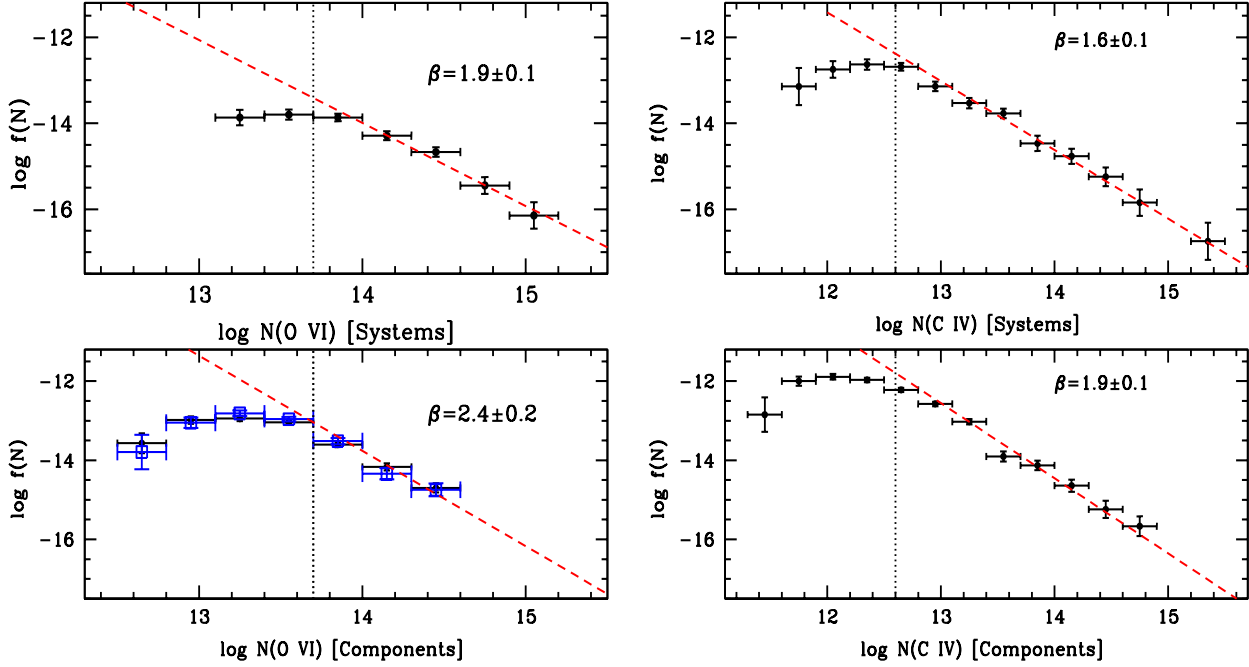 β=1.9±0.1
log f(N)
-12
-14
-16
13
14
15
log N(O VI) [Systems]
β=1.6±0.1
log f(N)
-12
-14
-16
12
13
14
15
log N(C IV) [Systems]
β=2.4±0.2
log f(N)
-12
-14
-16
13
14
15
log N(O VI) [Components]
β=1.9±0.1
log f(N)
-12
-14
-16
12
13
14
15
log N(C IV) [Components]